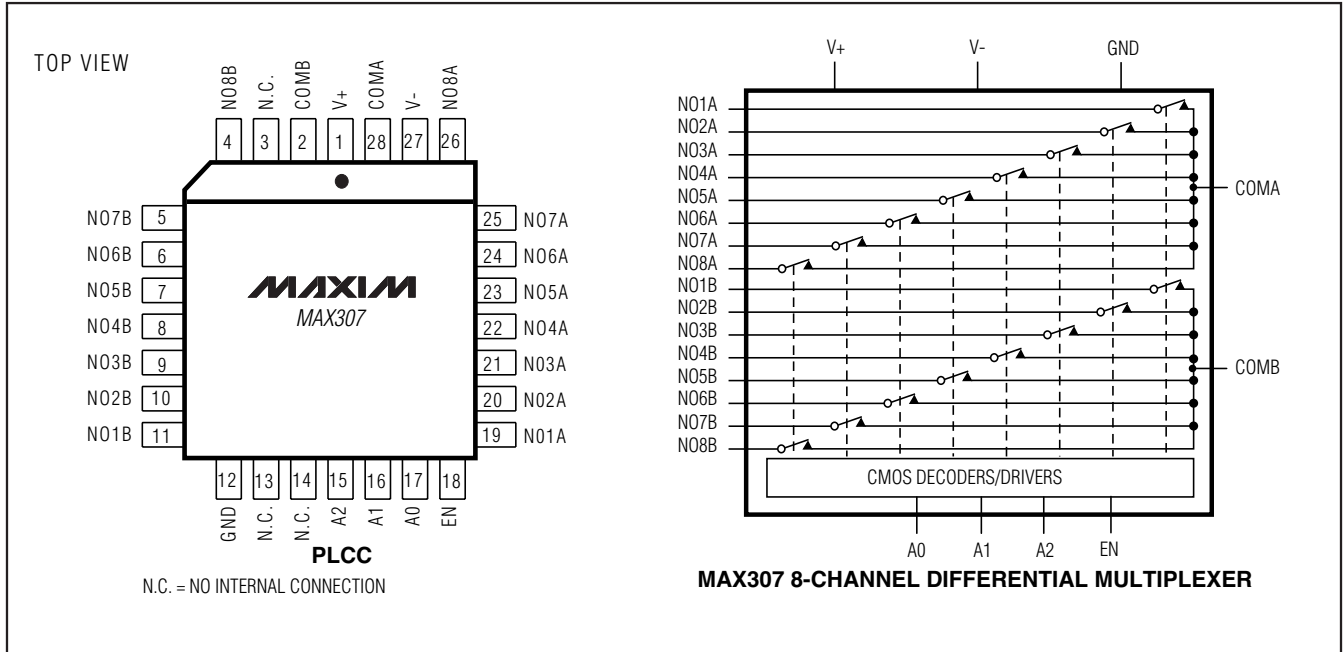 TOP VIEW
NO8B
N.C.
COMB
V+
COMA
V-
NO8A
4 3 2 1 28 27 26
NO7B 5
NO6B 6
NO5B 7
NO4B 8
NO3B 9
NO2B 10
NO1B 11
MAXIM
MAX307
25 NO7A
24 NO6A
23 NO5A
22 NO4A
21 NO3A
20 NO2A
19 NO1A
12 13 14 15 16 17 18
GND
N.C.
N.C.
A2
A1
A0
EN
PLCC
N.C. = NO INTERNAL CONNECTION
V+ V- GND
NO1A
NO2A
NO3A
NO4A
NO5A
NO6A
NO7A
NO8A
NO1B
NO2B
NO3B
NO4B
NO5B
NO6B
NO7B
NO8B
COMA
COMB
CMOS DECODERS/DRIVERS
A0 A1 A2 EN
MAX307 8-CHANNEL DIFFERENTIAL MULTIPLEXER